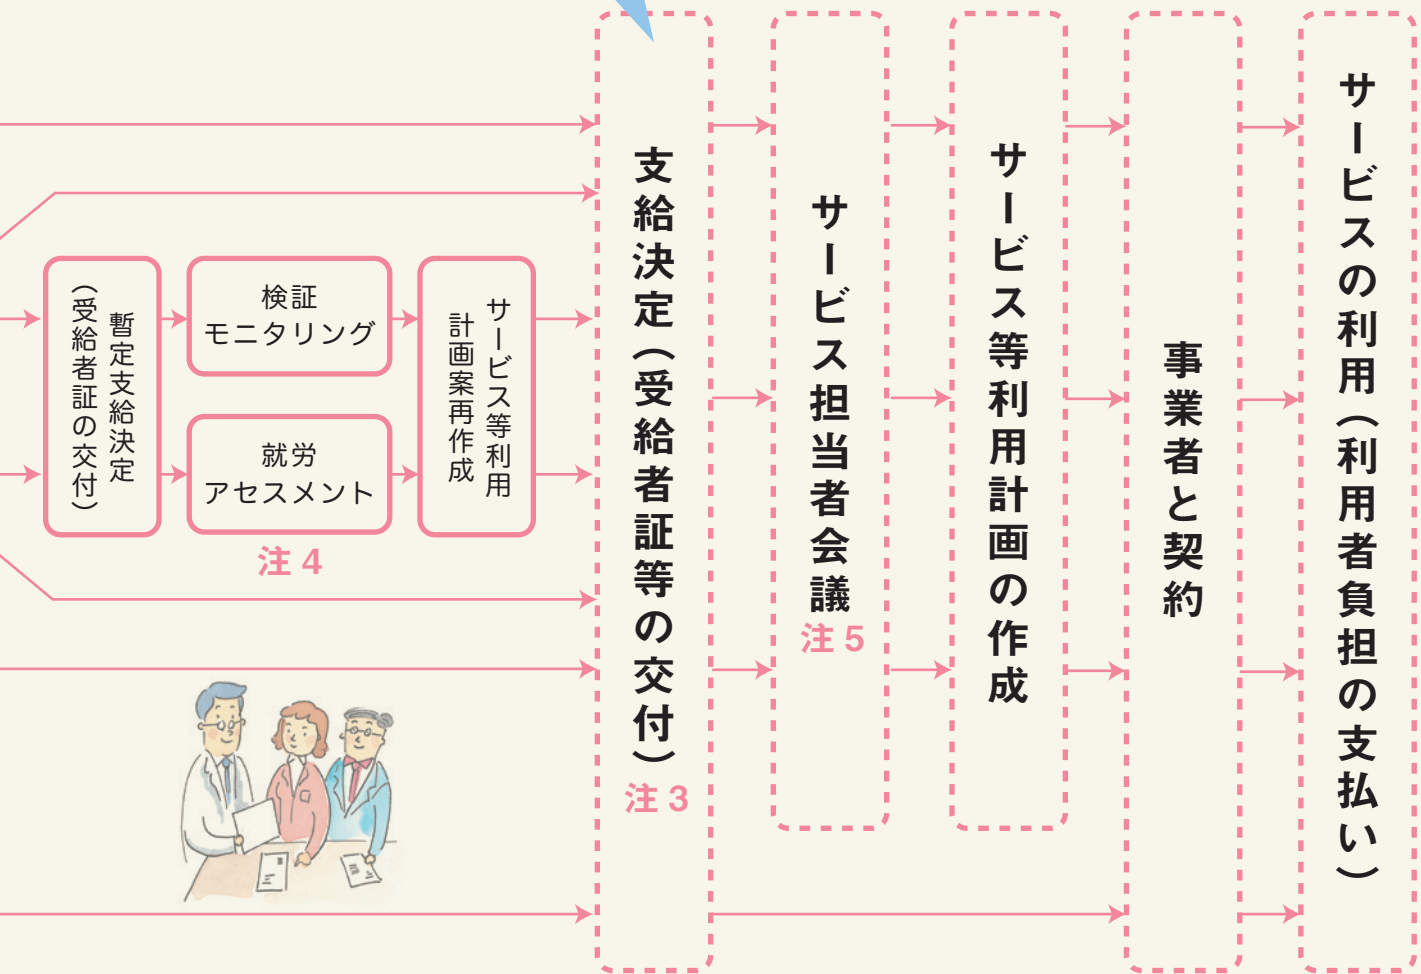 暫定支給決定
（受給者証の交付）
検証
モニタリング
就労
アセスメント
注 4
サービス等利用
計画案再作成
支給決定（受給者証等の交付）
注 3
サービス担当者会議
注 5
サービス等利用計画の作成
事業者と契約
サービスの利用（利用者負担の支払い）